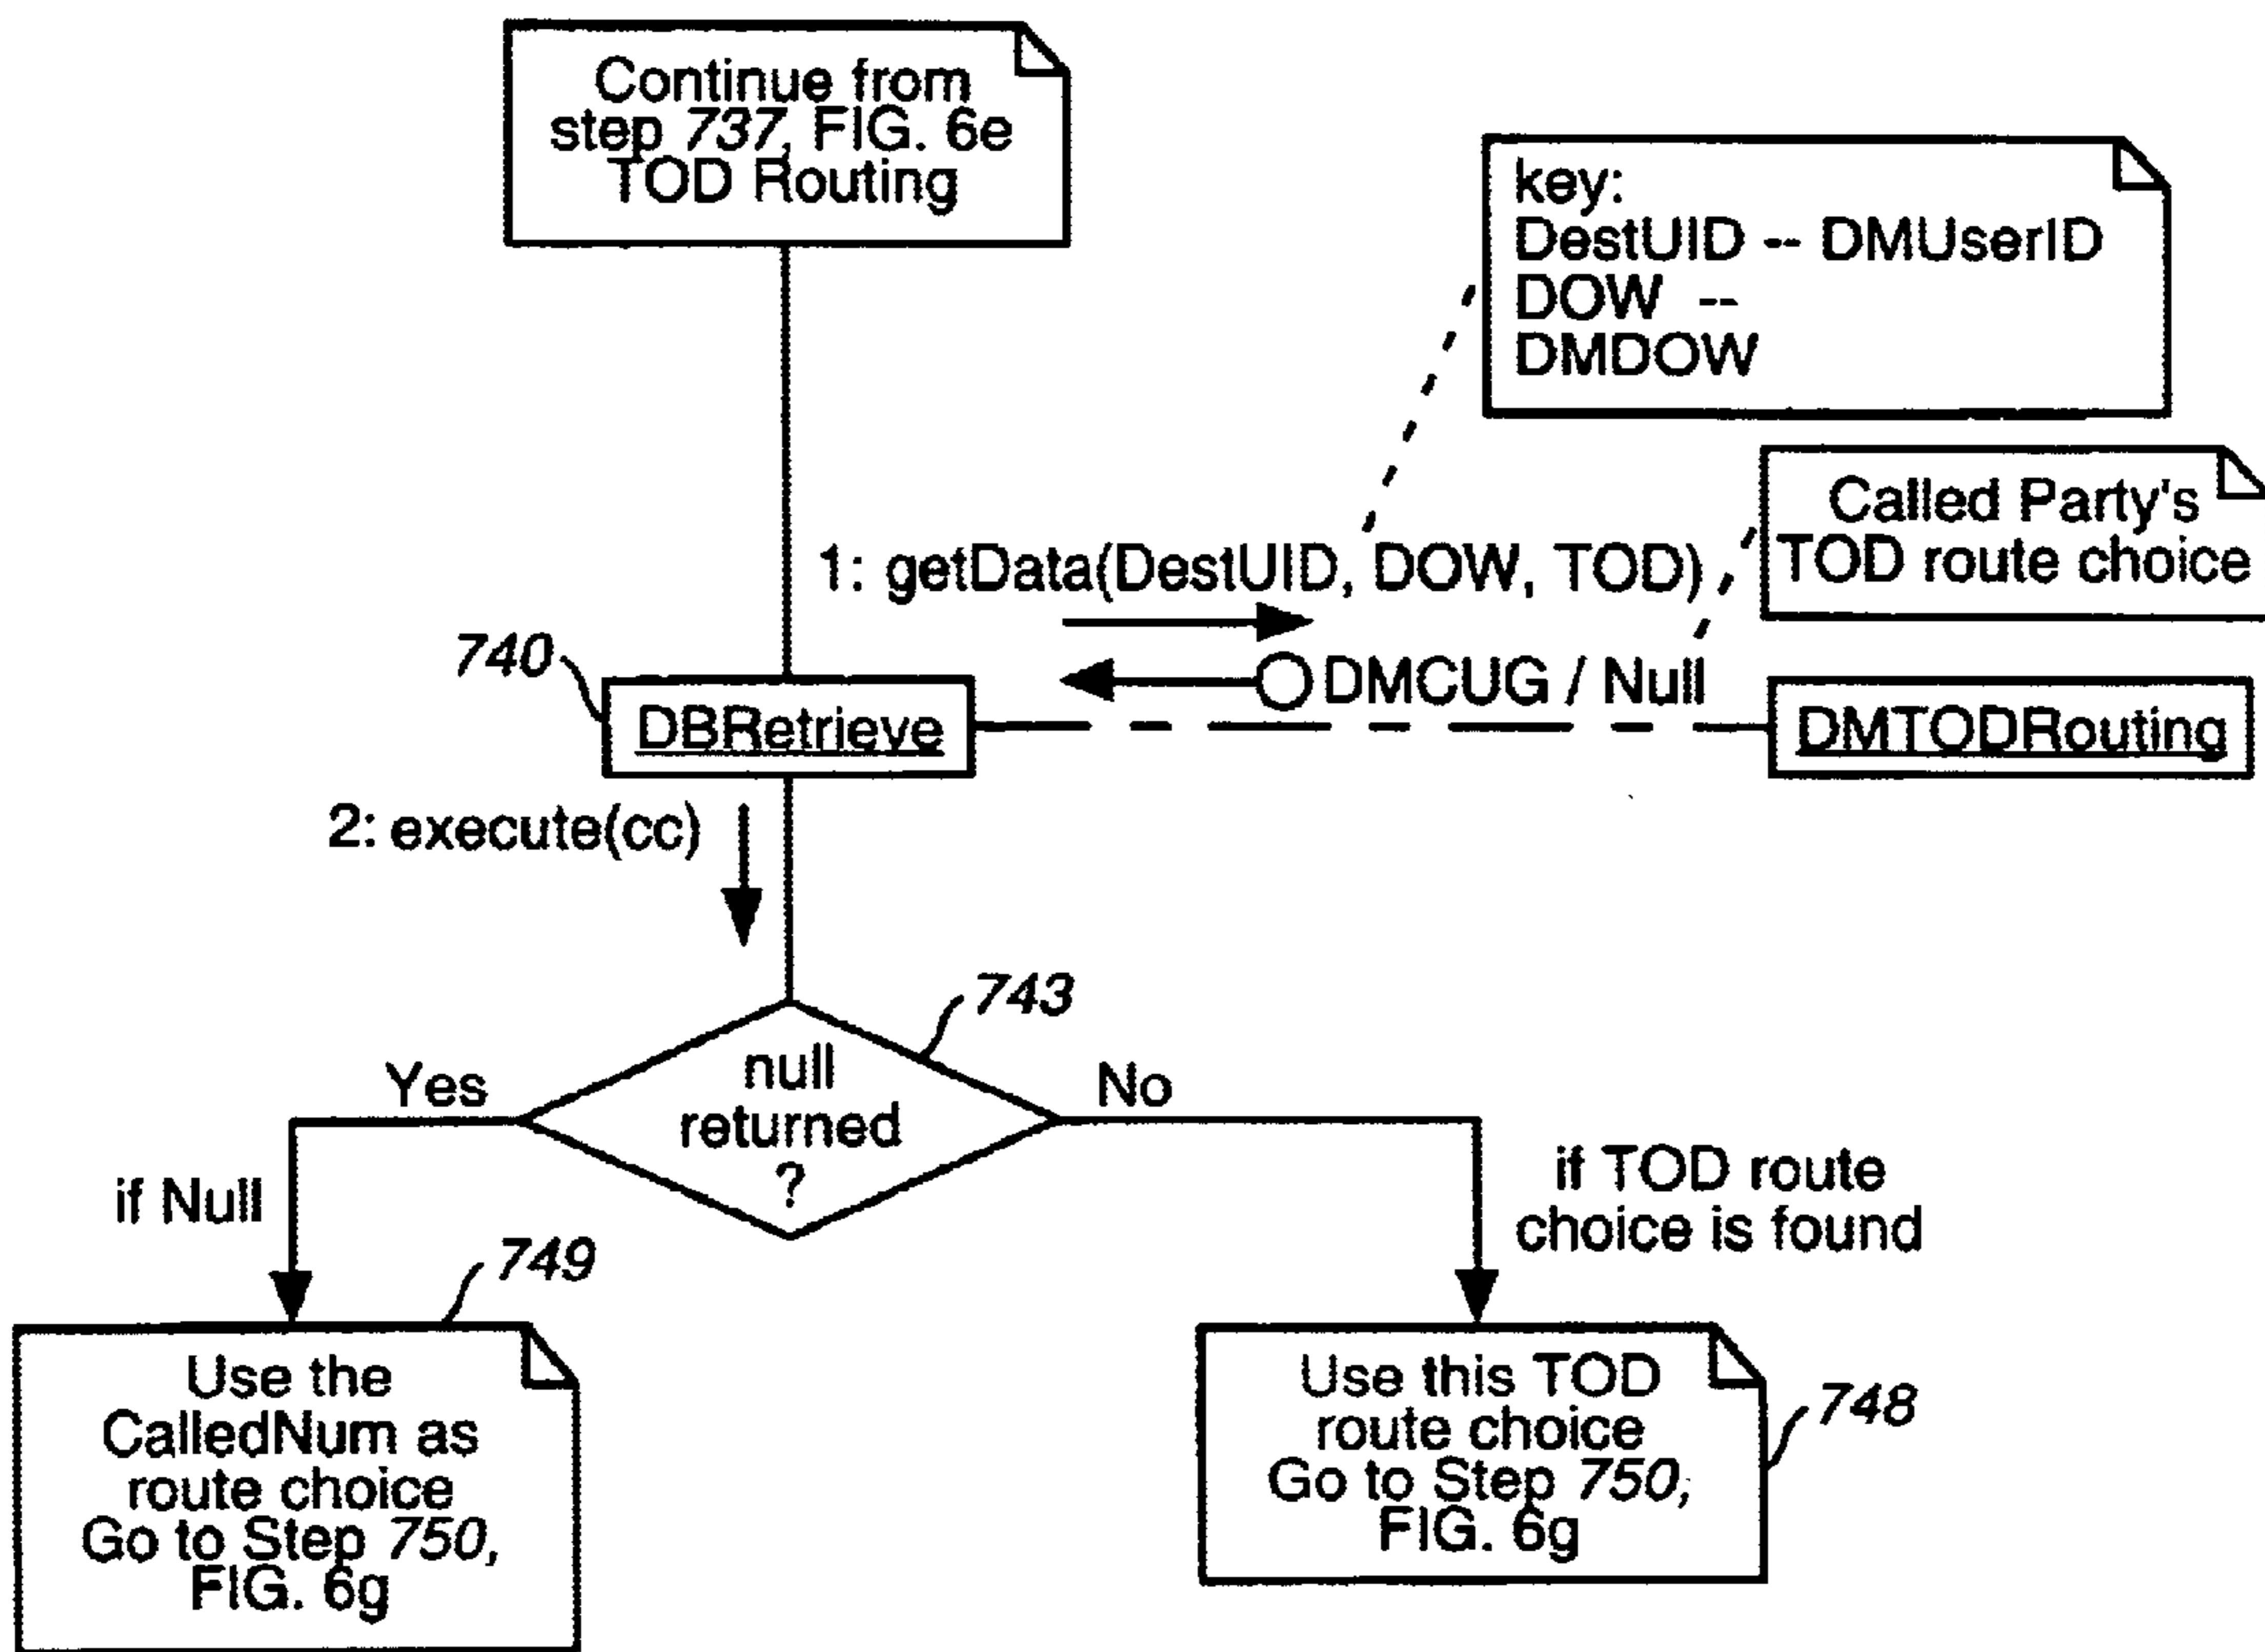 Continue from
step 737, FIG. 6e
TOD Routing
key:
DestUID -- DMUserID
DOW --
DMDOW
Called Party's
TOD route choice
1: getData(DestUID, DOW, TOD)
740
DMCUG / Null
DBRetrieve
DMTODRouting
2: execute(cc)
743
null
returned
?
Yes
No
if Null
if TOD route
choice is found
749
Use the
CalledNum as
route choice
Go to Step 750,
FIG. 6g
Use this TOD
route choice
Go to Step 750,
FIG. 6g
748